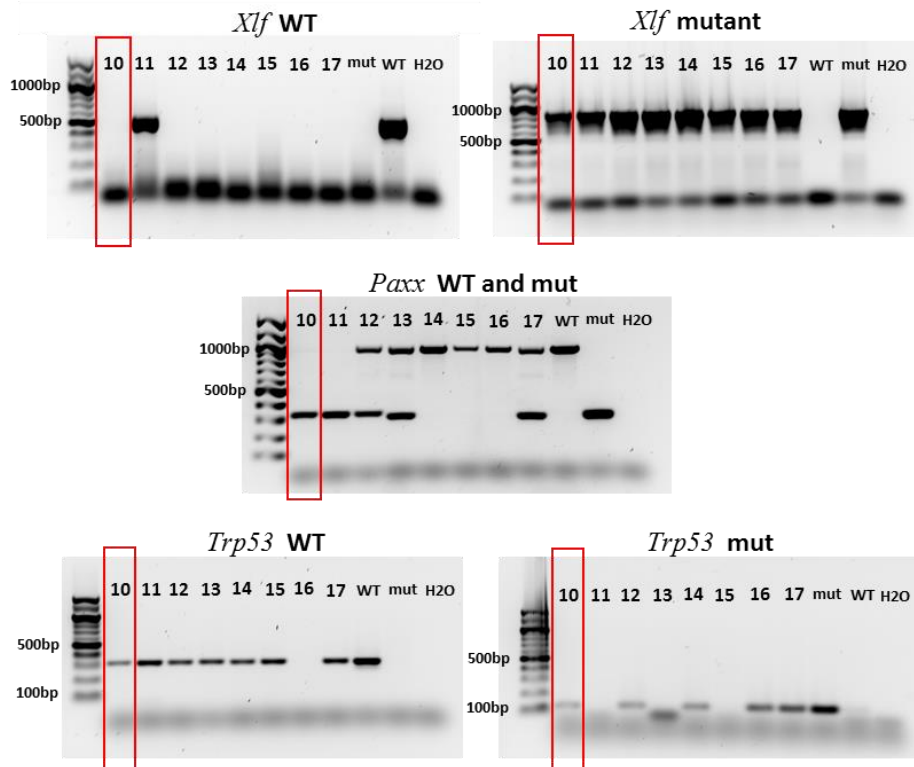 Xlf WT
10 11 12 13 14 15 16 17 mut WT H2O
1000bp
500bp
Xlf mutant
10 11 12 13 14 15 16 17 WT mut H2O
1000bp
500bp
Paxx WT and mut
10 11 12 13 14 15 16 17 WT mut H2O
1000bp
500bp
Trp53 WT
10 11 12 13 14 15 16 17 WT mut H2O
500bp
100bp
Trp53 mut
10 11 12 13 14 15 16 17 mut WT H2O
500bp
100bp